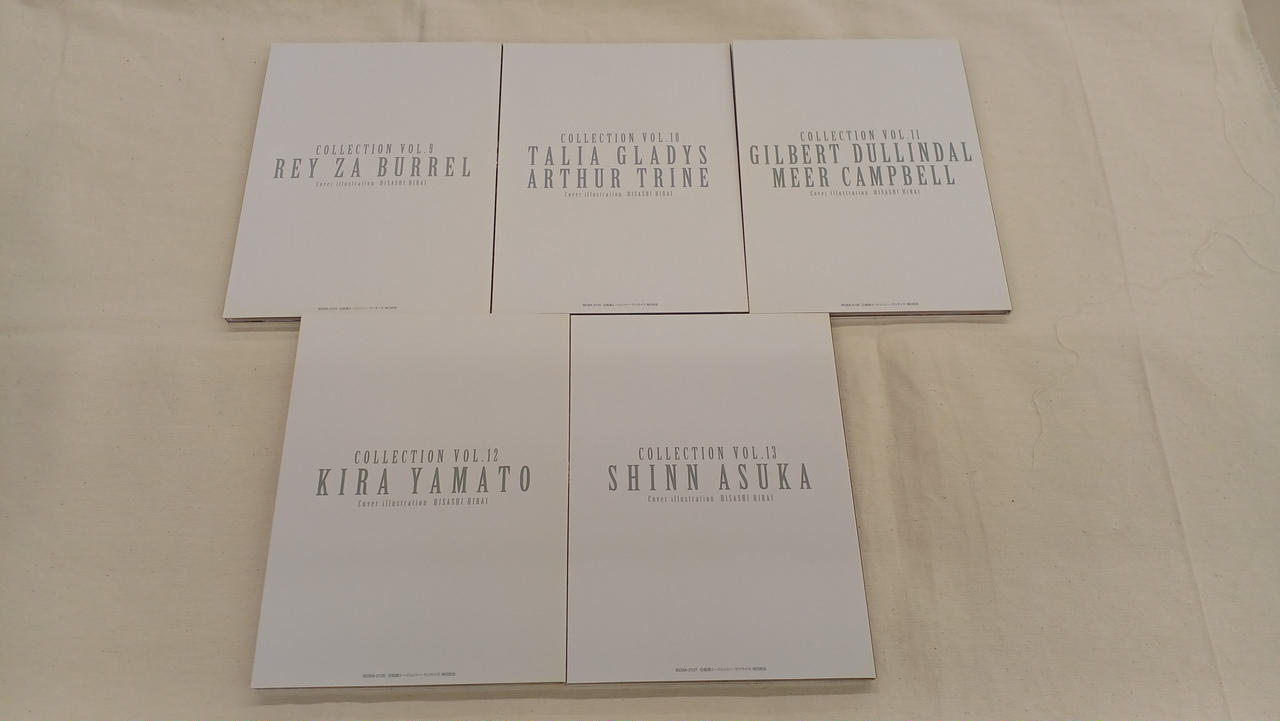 COLLECTION VOL.9
REY ZA BURREL
Cover illustration HISASHI HIRAI
COLLECTION VOL.10
TALIA GLADYS
ARTHUR TRINE
Cover illustration HISASHI HIRAI
COLLECTION VOL.11
GILBERT DULLINDAL
MEER CAMPBELL
Cover illustration HISASHI HIRAI
COLLECTION VOL.12
KIRA YAMATO
Cover illustration HISASHI HIRAI
COLLECTION VOL.13
SHINN ASUKA
Cover illustration HISASHI HIRAI